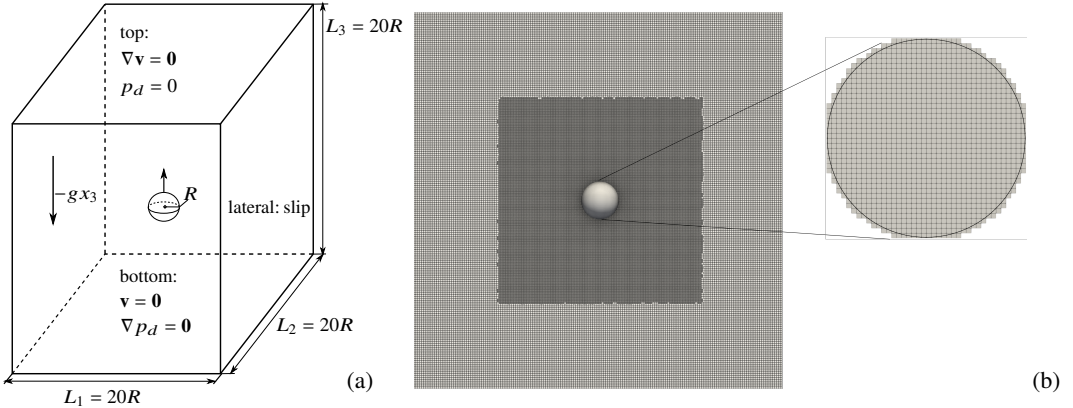 top:
∇v = 0
p_d = 0
L_3 = 20R
−gx_3
R
lateral: slip
bottom:
v = 0
∇p_d = 0
L_2 = 20R
L_1 = 20R
(a)
(b)